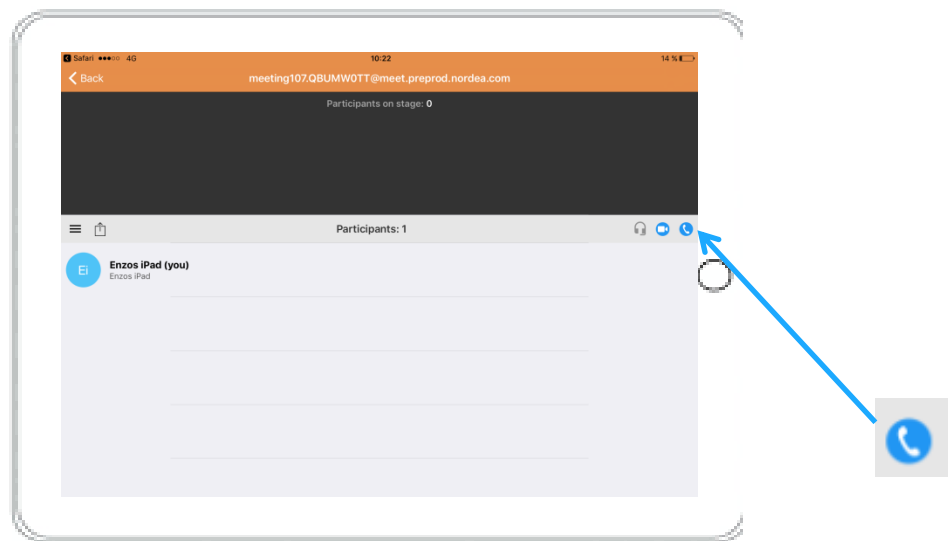 Safari 4G 10:22 14 %
Back meeting107.QBUMW0TT@meet.preprod.nordea.com
Participants on stage: 0
Participants: 1
Ei Enzos iPad (you)
Enzos iPad